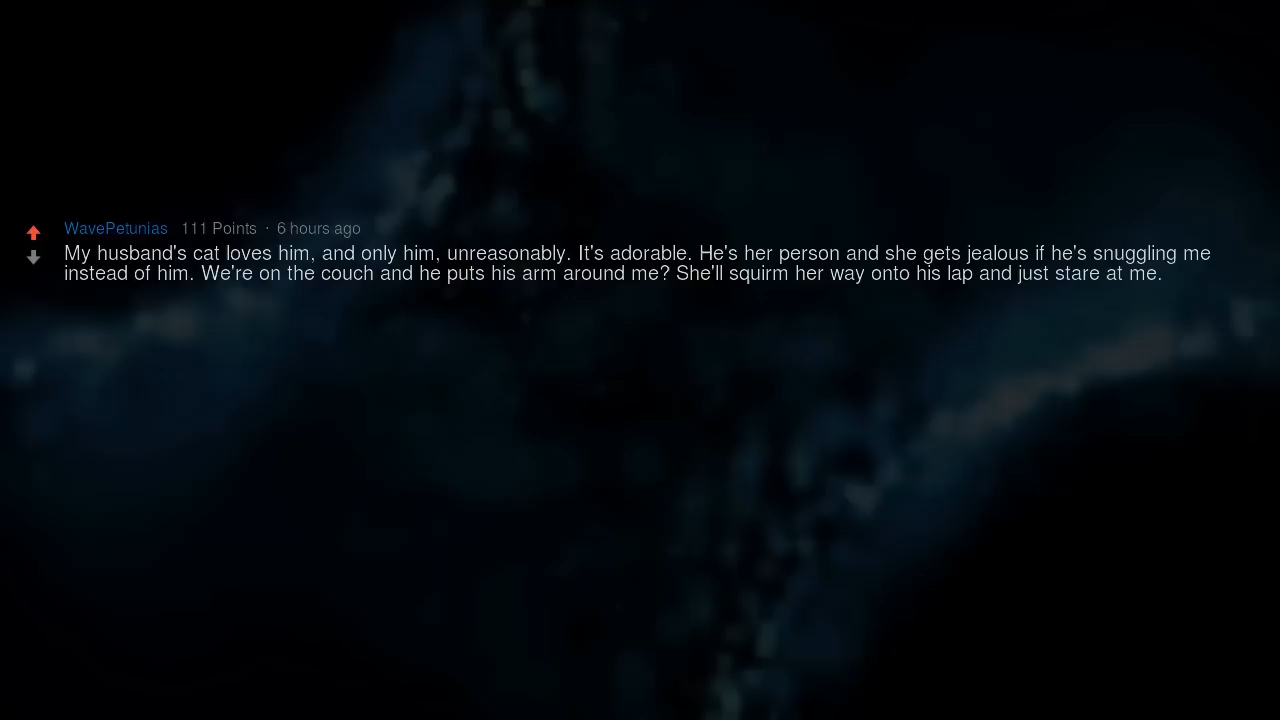 WavePetunias 111 Points · 6 hours ago
My husband's cat loves him, and only him, unreasonably. It's adorable. He's her person and she gets jealous if he's snuggling me
instead of him. We're on the couch and he puts his arm around me? She'll squirm her way onto his lap and just stare at me.